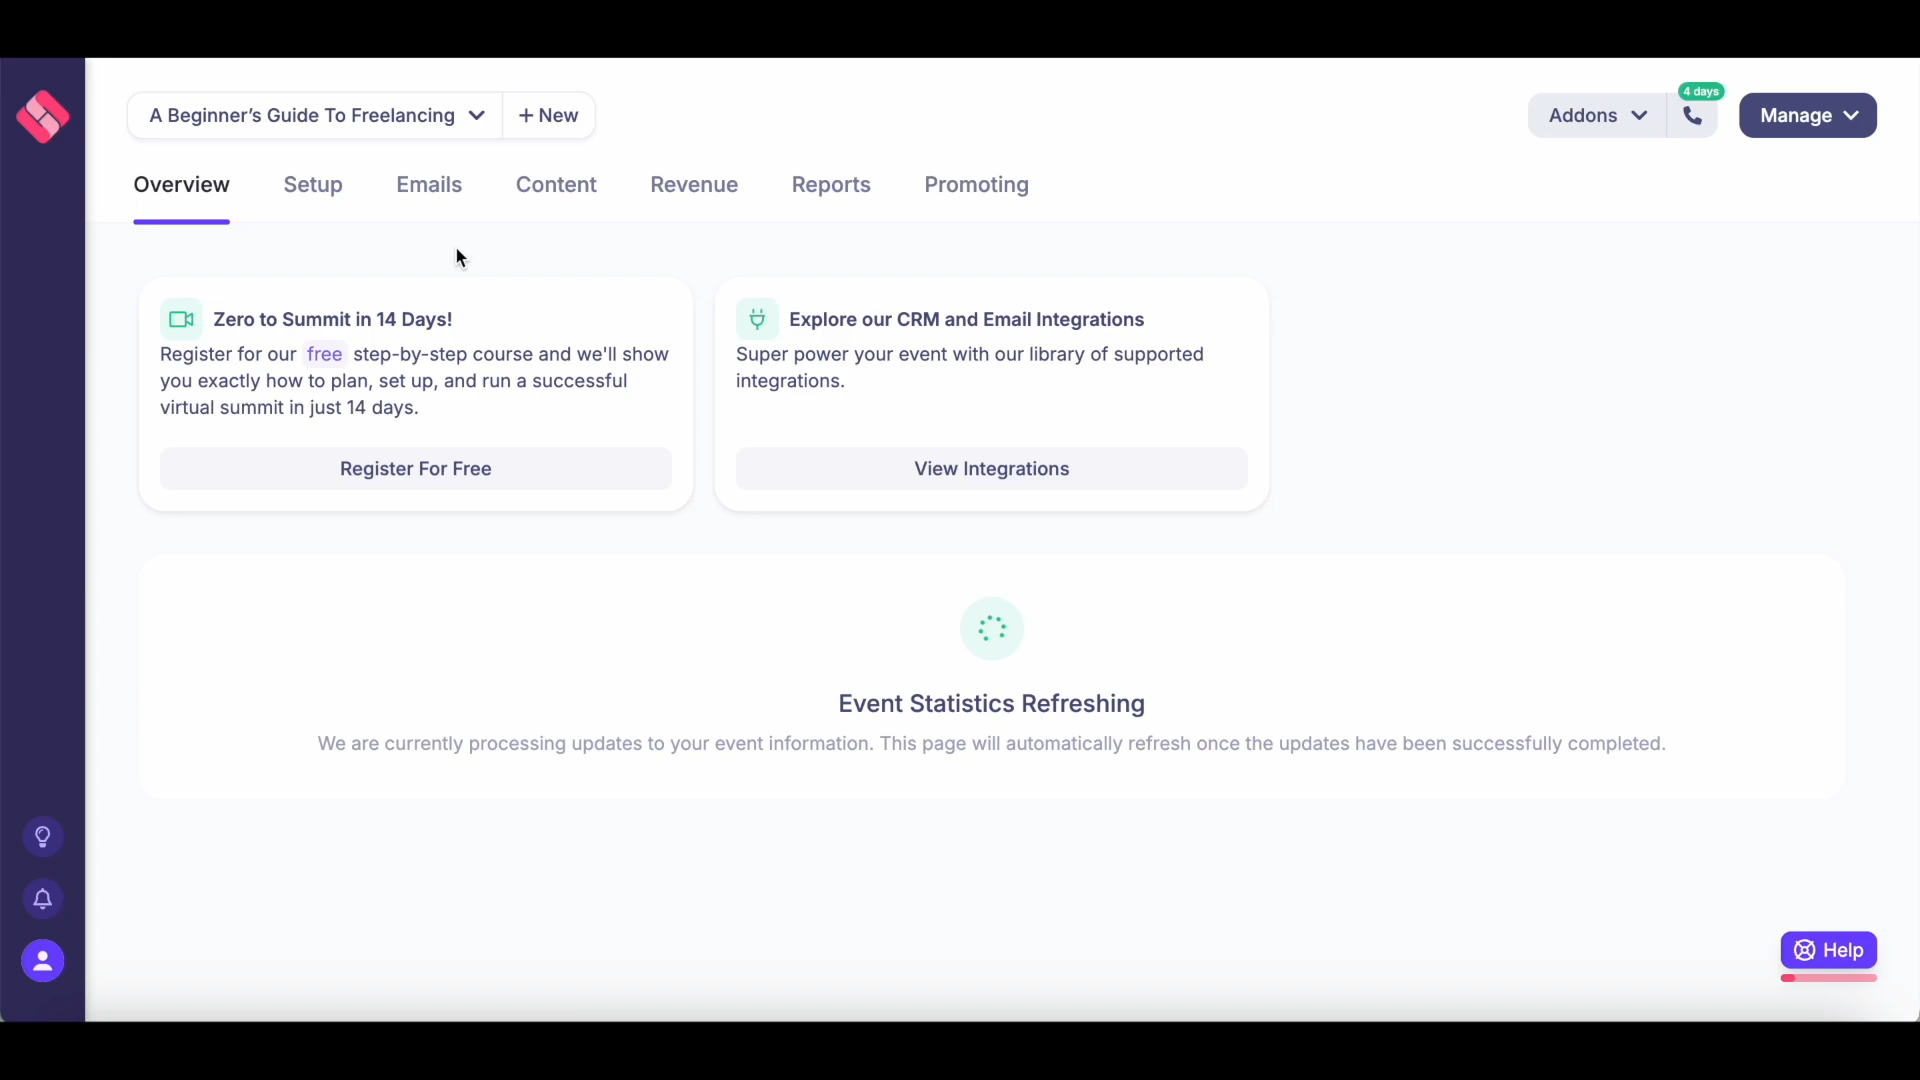 4 days
A Beginner's Guide To Freelancing
+ New
Addons
Manage
Overview
Setup
Emails
Content
Revenue
Reports
Promoting
Zero to Summit in 14 Days!
Register for our free step-by-step course and we'll show
you exactly how to plan, set up, and run a successful
virtual summit in just 14 days.
Register For Free
Explore our CRM and Email Integrations
Super power your event with our library of supported
integrations.
View Integrations
Event Statistics Refreshing
We are currently processing updates to your event information. This page will automatically refresh once the updates have been successfully completed.
Help